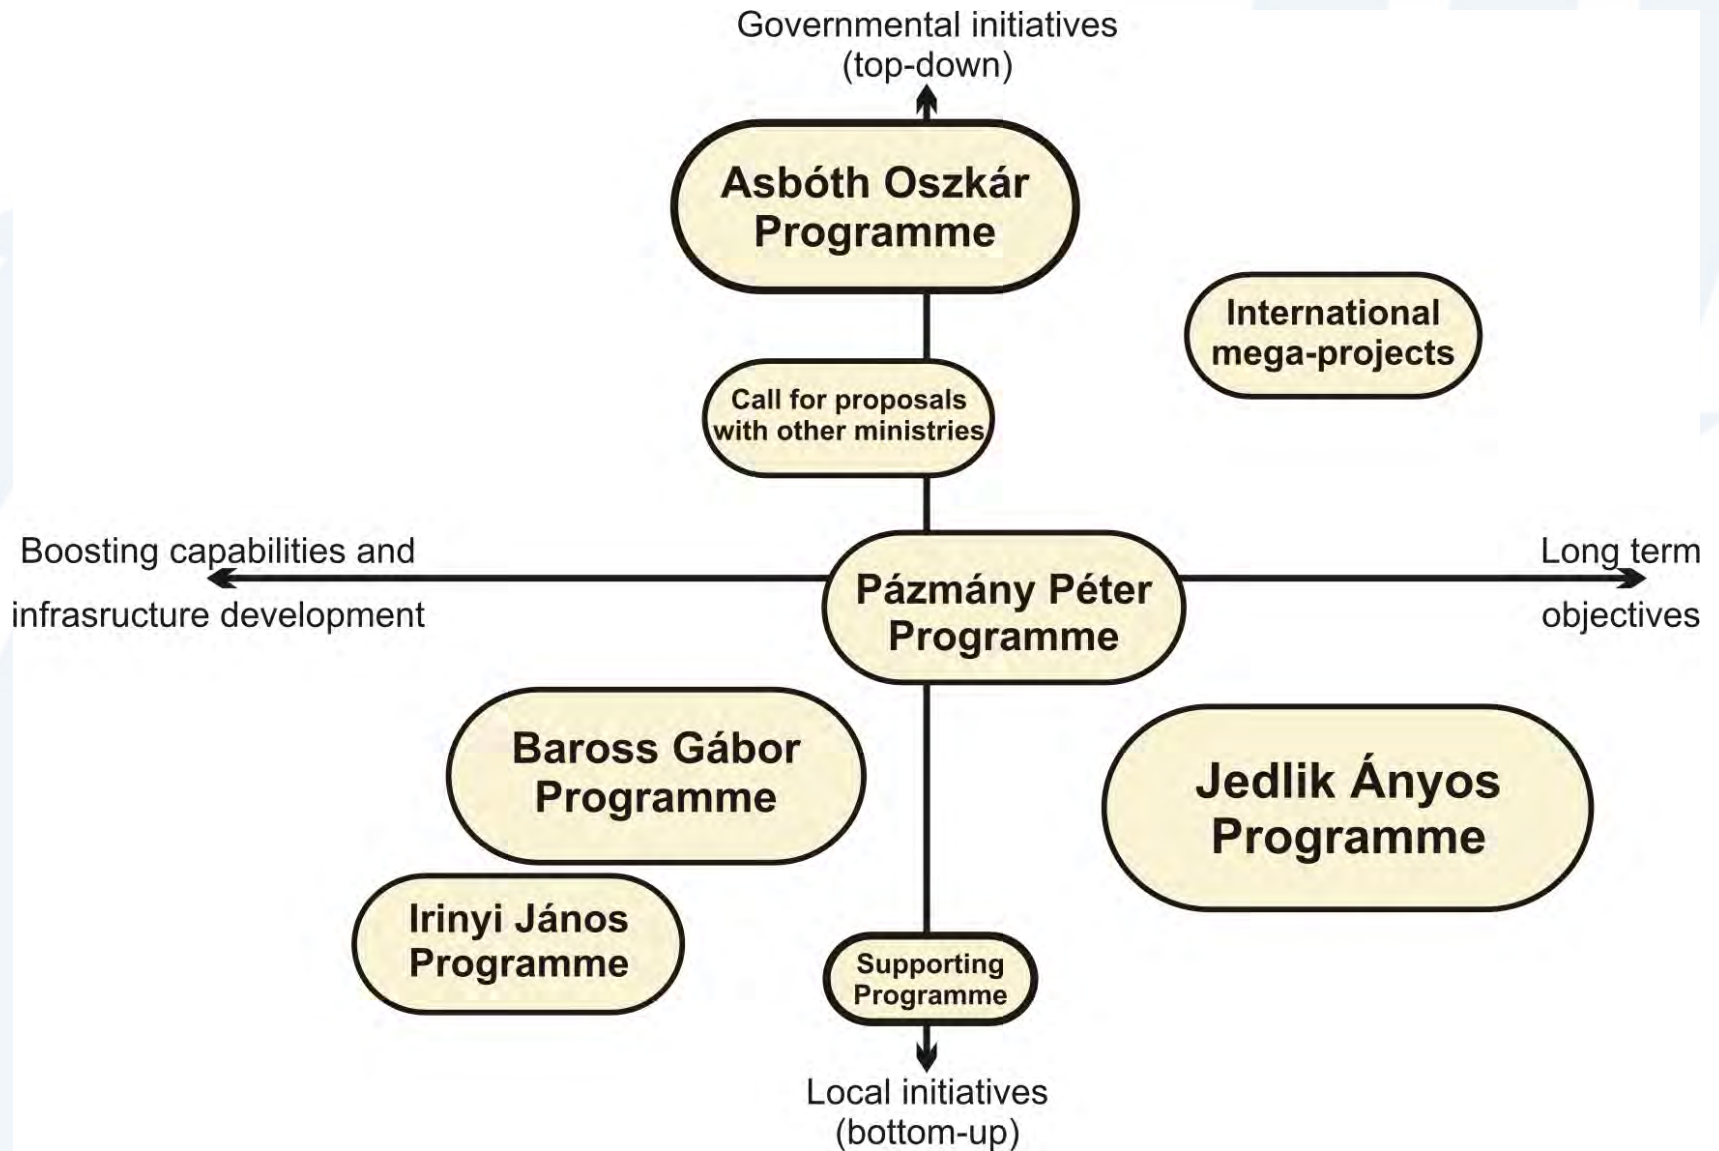 Governmental initiatives
(top-down)
Asbóth Oszkár
Programme
International
mega-projects
Call for proposals
with other ministries
Boosting capabilities and
infrasructure development
Long term
objectives
Pázmány Péter
Programme
Baross Gábor
Programme
Jedlik Ányos
Programme
Irinyi János
Programme
Supporting
Programme
Local initiatives
(bottom-up)